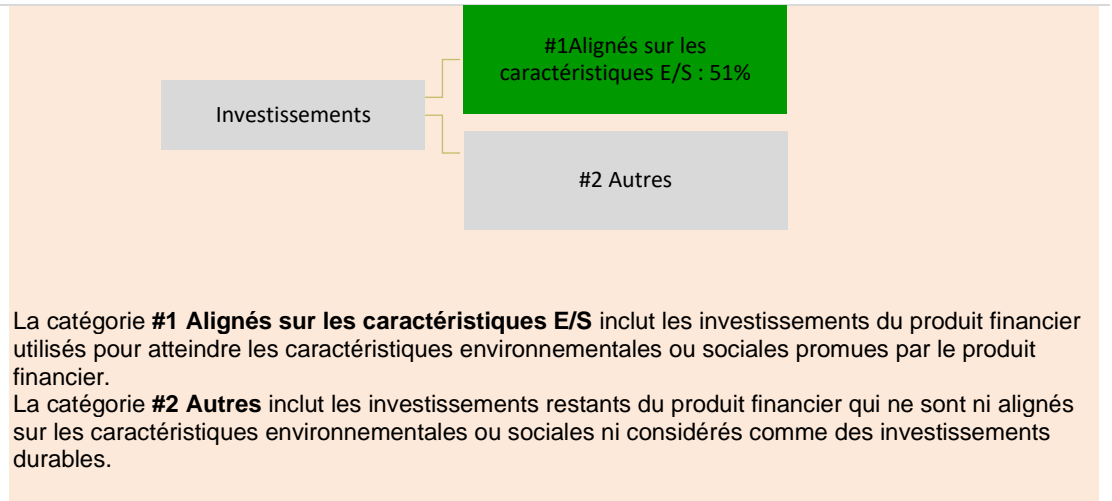 #1Alignés sur les
caractéristiques E/S : 51%
Investissements
#2 Autres
La catégorie #1 Alignés sur les caractéristiques E/S inclut les investissements du produit financier
utilisés pour atteindre les caractéristiques environnementales ou sociales promues par le produit
financier.
La catégorie #2 Autres inclut les investissements restants du produit financier qui ne sont ni alignés
sur les caractéristiques environnementales ou sociales ni considérés comme des investissements
durables.